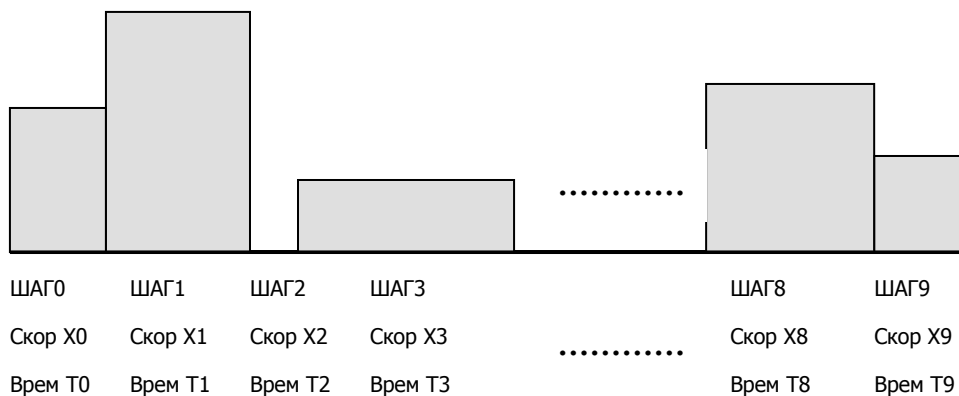 ШАГ0 ШАГ1 ШАГ2 ШАГ3 ШАГ8 ШАГ9
Скор X0 Скор X1 Скор X2 Скор X3 ............ Скор X8 Скор X9
Врем T0 Врем T1 Врем T2 Врем T3 Врем T8 Врем T9